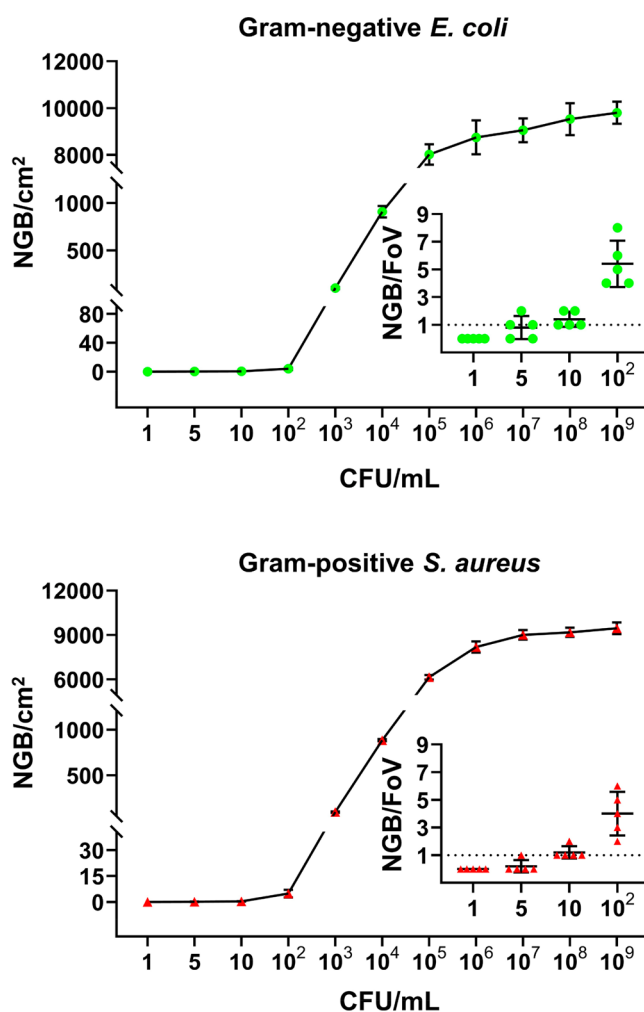 Gram-negative E. coli
NGB/cm²
12000
10000
8000
1000
500
80
40
0
1 5 10 10² 10³ 10⁴ 10⁵ 10⁶ 10⁷ 10⁸ 10⁹
CFU/mL
NGB/FoV
9
7
5
3
1
1 5 10 10²
Gram-positive S. aureus
NGB/cm²
12000
9000
6000
1000
500
30
15
0
1 5 10 10² 10³ 10⁴ 10⁵ 10⁶ 10⁷ 10⁸ 10⁹
CFU/mL
NGB/FoV
9
7
5
3
1
1 5 10 10²